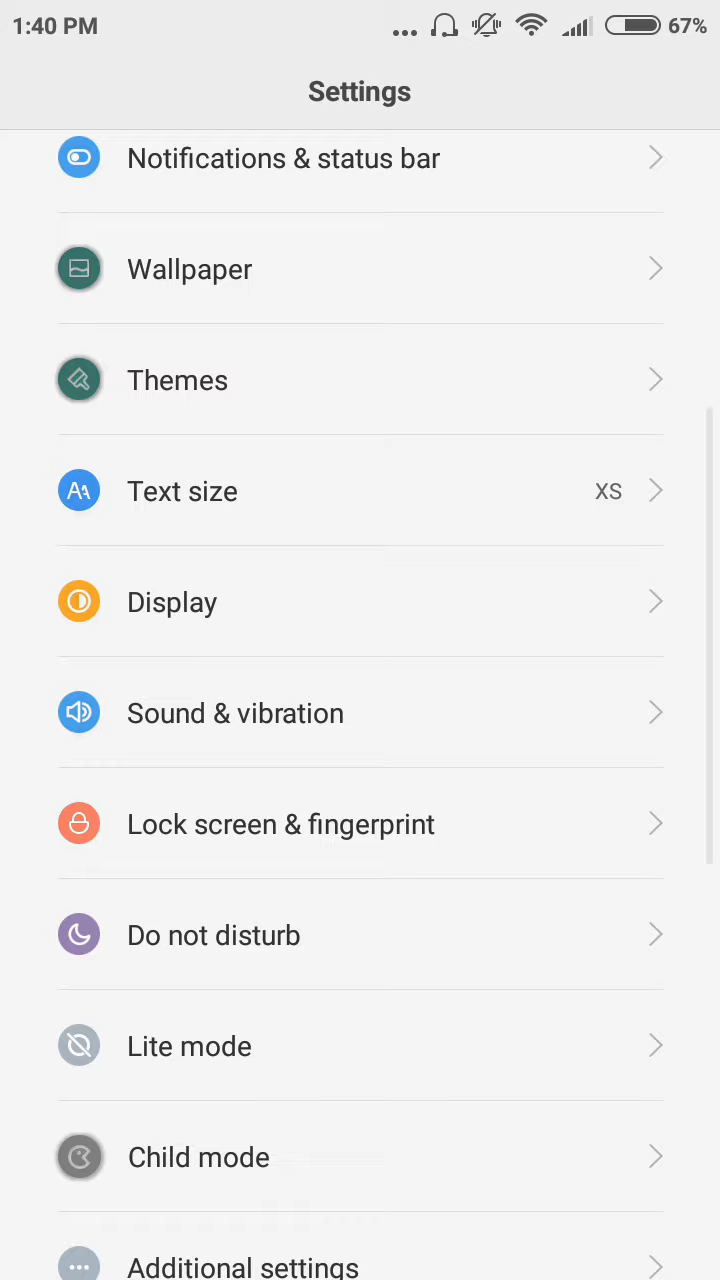 1:40 PM
67%
Settings
Notifications & status bar
Wallpaper
Themes
Text size
XS
Display
Sound & vibration
Lock screen & fingerprint
Do not disturb
Lite mode
Child mode
Additional settings